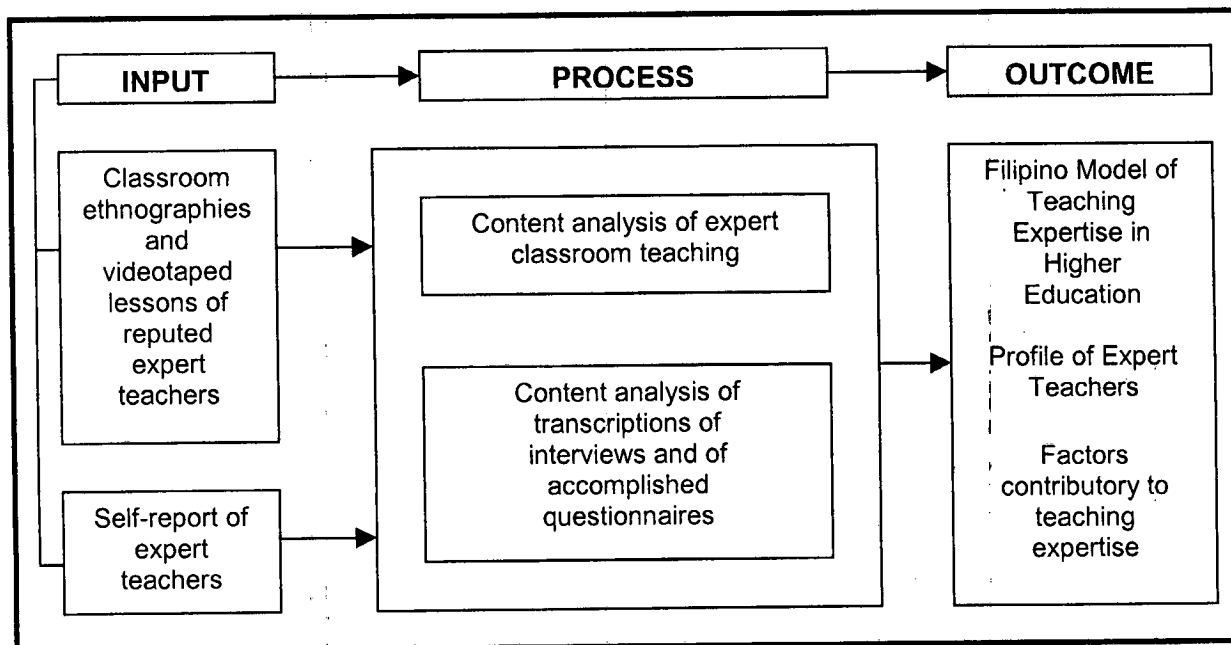 INPUT
PROCESS
OUTCOME
Classroom
ethnographies
and
videotaped
lessons of
reputed
expert
teachers
Self-report of
expert
teachers
Content analysis of expert
classroom teaching
Content analysis of
transcriptions of
interviews and of
accomplished
questionnaires
Filipino Model of
Teaching
Expertise in
Higher
Education
Profile of Expert
Teachers
Factors
contributory to
teaching
expertise